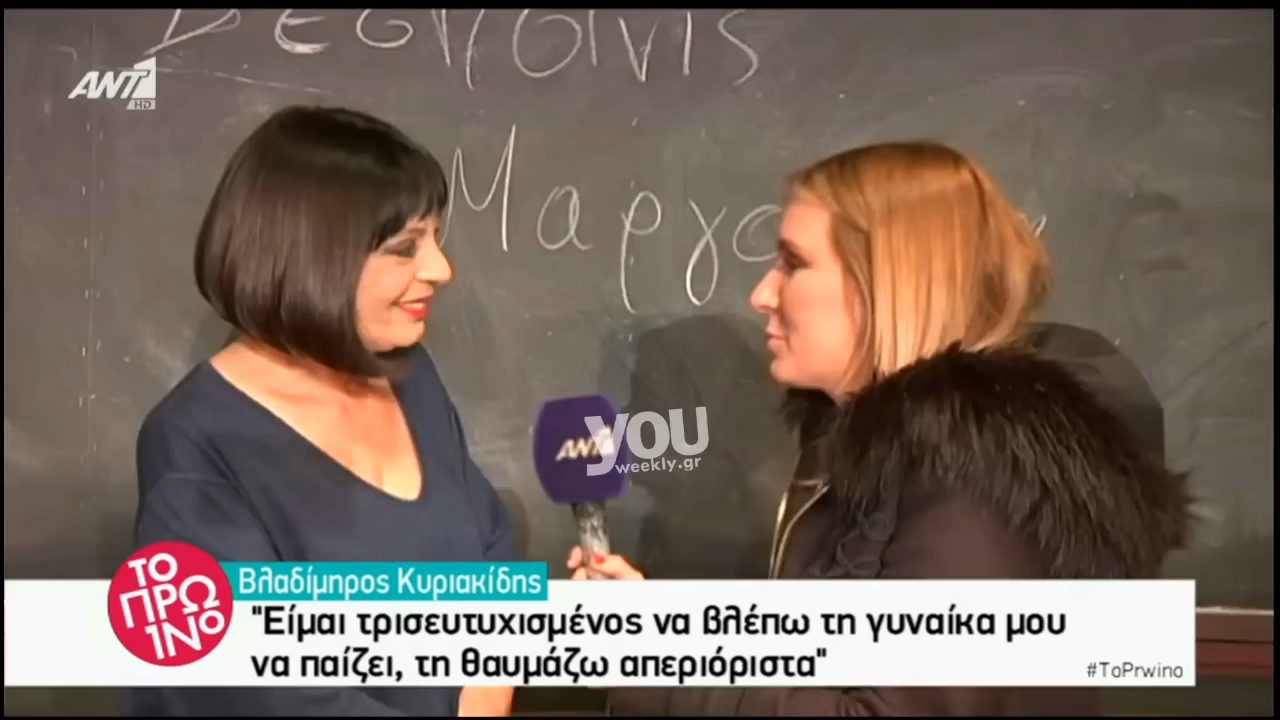 ΔΕΣΠΟΙΝΙΣ
ANT1
HD
ANT1
YOU
weekly.gr
ΤΟ
ΠΡΩ
ΙΝΟ
Βλαδίμηρος Κυριακίδης
"Είμαι τρισευτυχισμένος να βλέπω τη γυναίκα μου
να παίζει, τη θαυμάζω απεριόριστα"
#ToPrwino